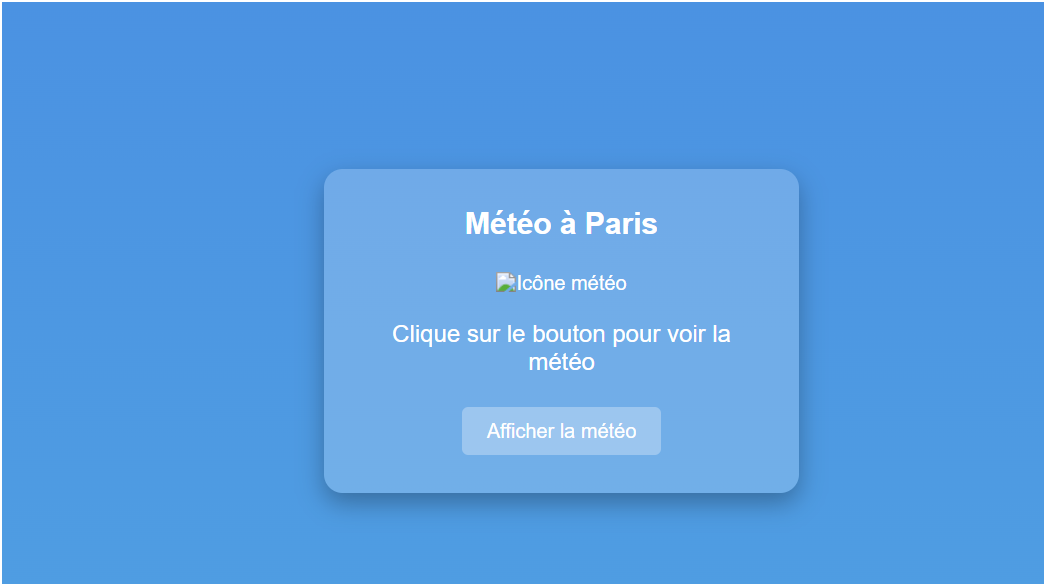 Météo à Paris
Icône météo
Clique sur le bouton pour voir la
météo
Afficher la météo